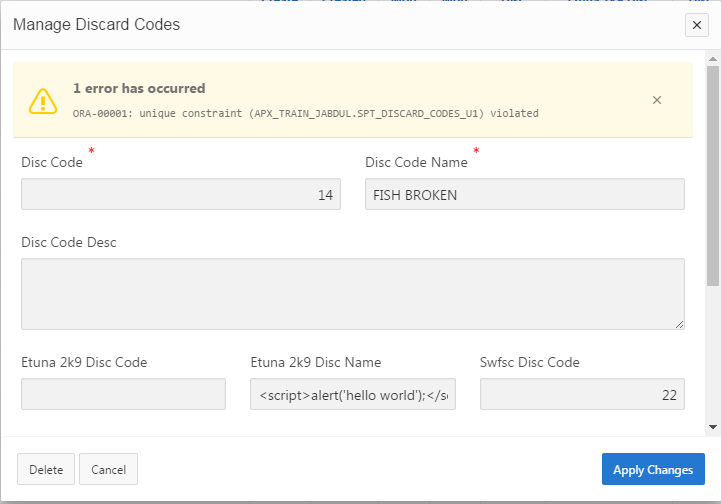 Manage Discard Codes
1 error has occurred
ORA-00001: unique constraint (APX_TRAIN_JABDUL.SPT_DISCARD_CODES_U1) violated
Disc Code * Disc Code Name *
14 FISH BROKEN
Disc Code Desc
Etuna 2k9 Disc Code Etuna 2k9 Disc Name Swfsc Disc Code
<script>alert('hello world');</s 22
Delete Cancel Apply Changes